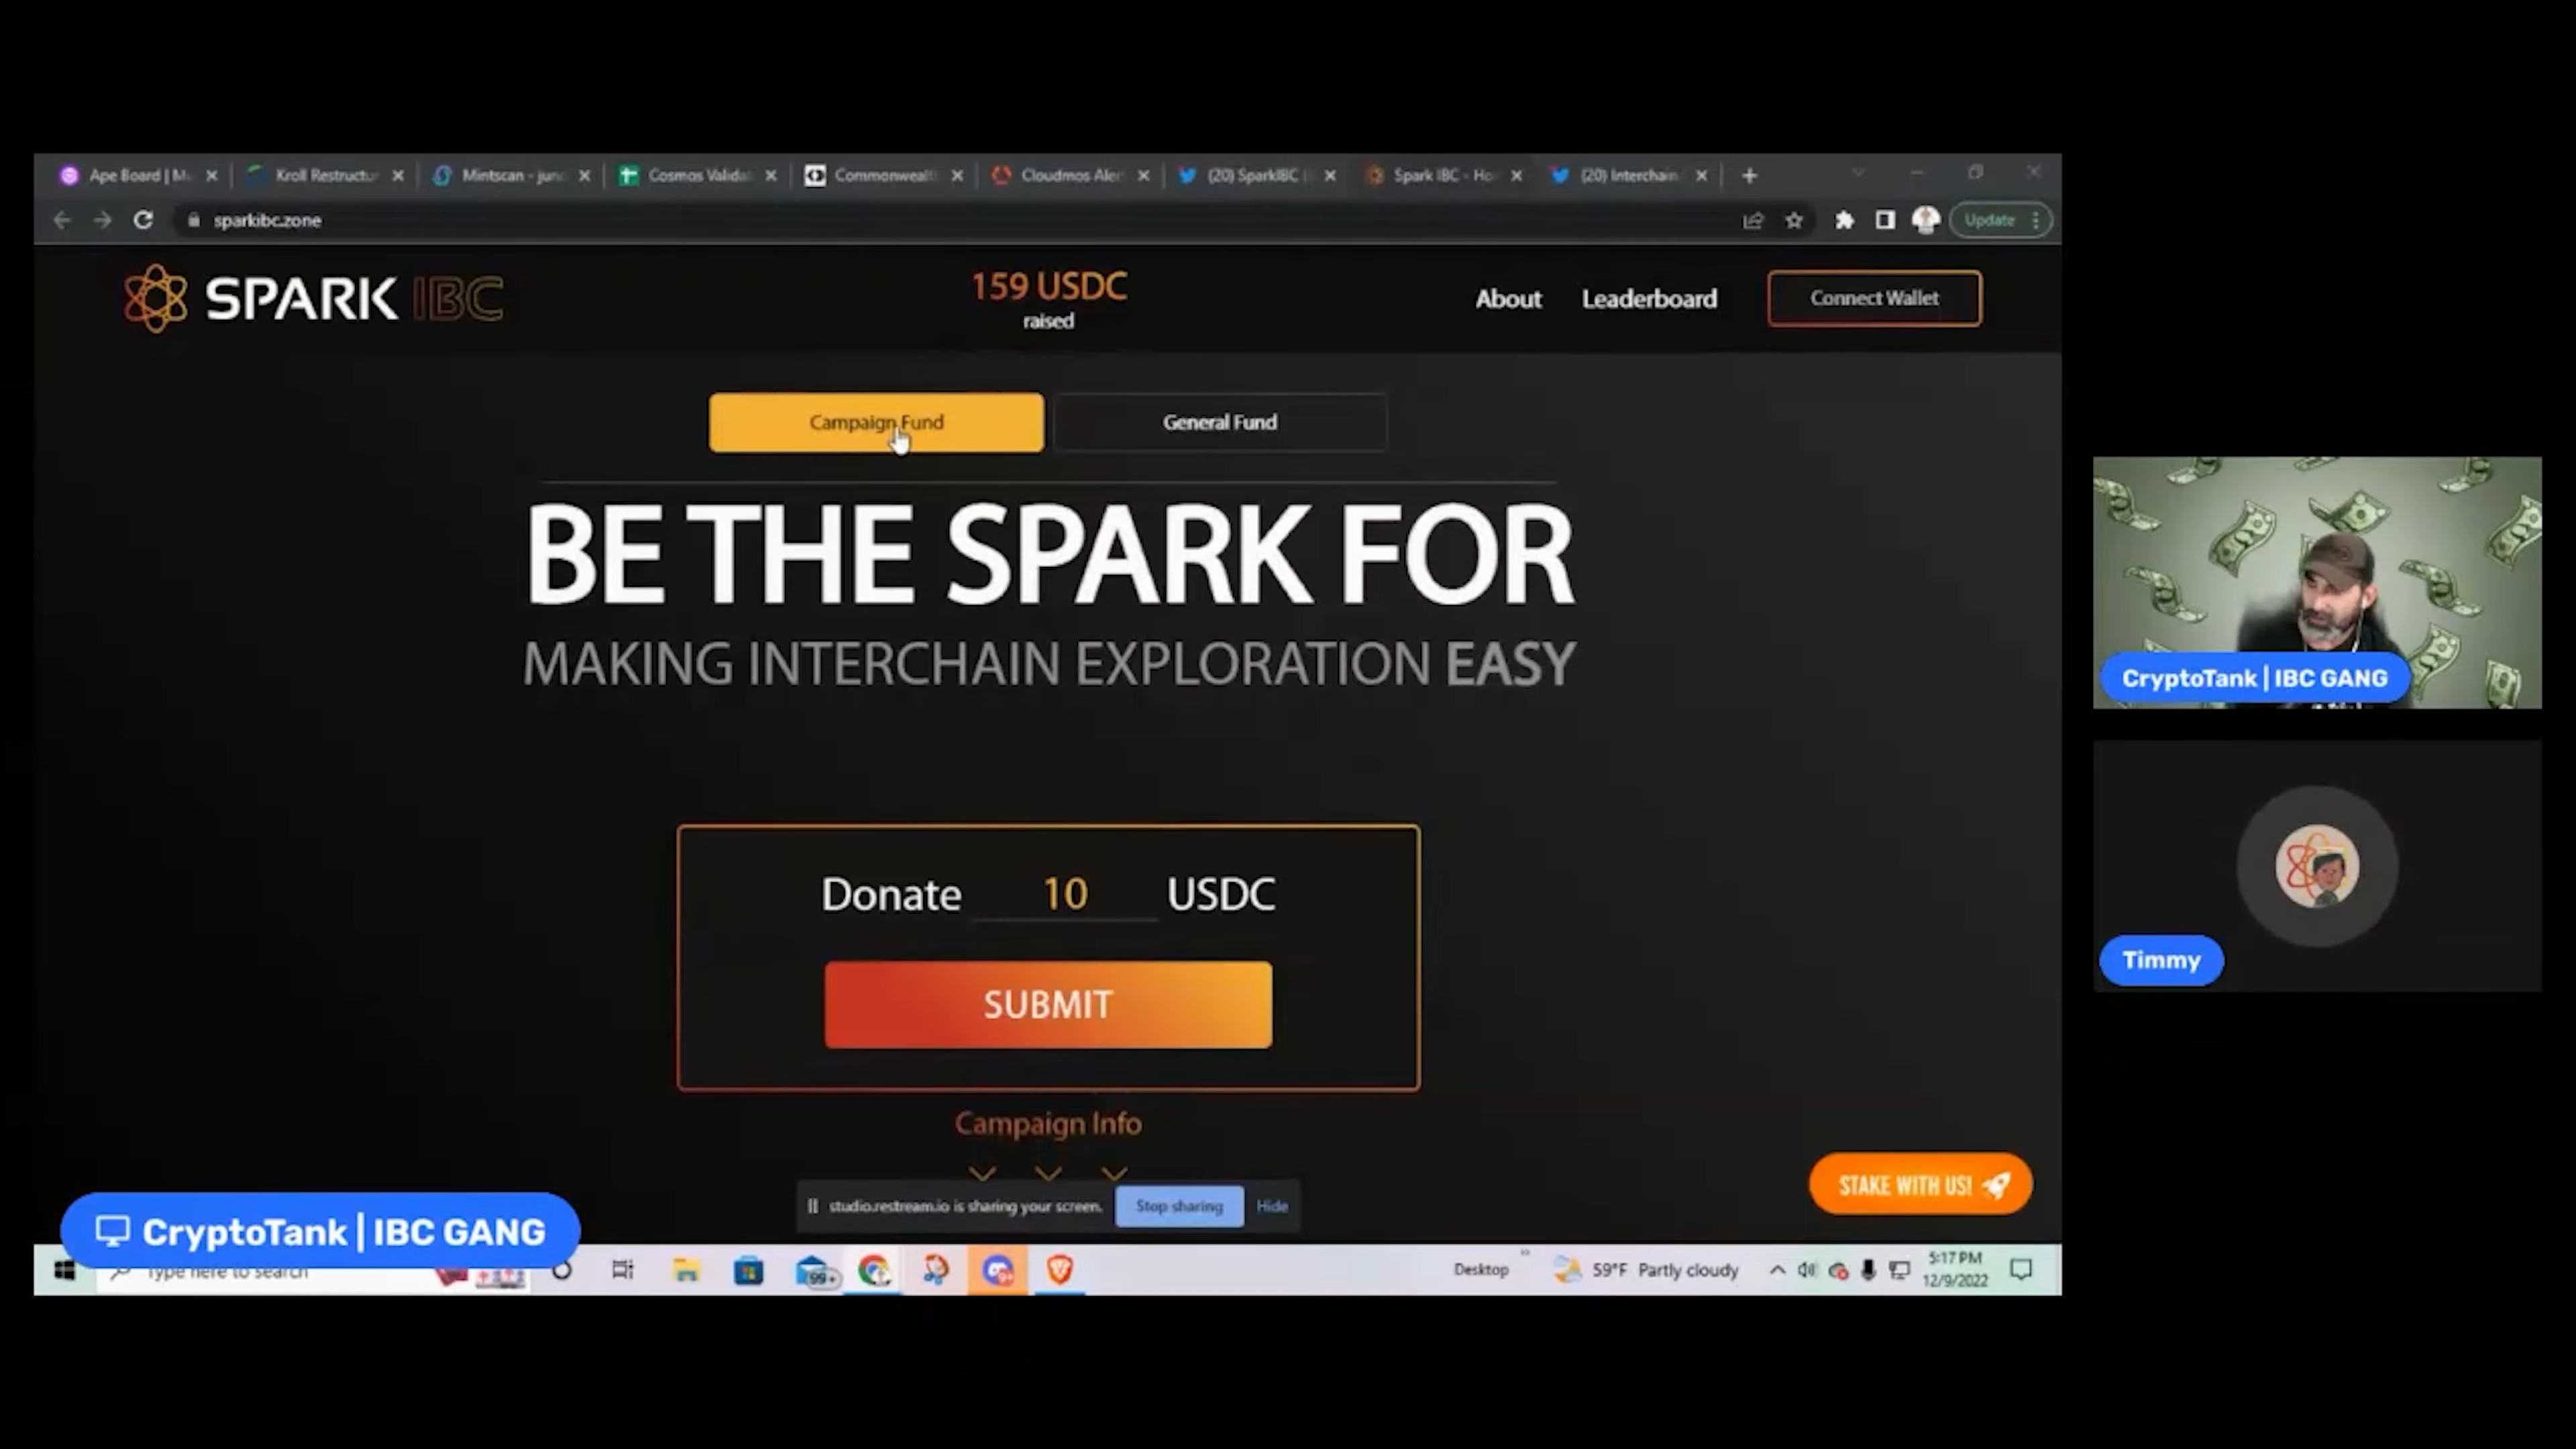 Ape Board | M
Kroll Restructu
Mintscan - jun
Cosmos Valida
Commonwealt
Cloudmos Aler
(20) SparkIBC
Spark IBC - Ho
(20) Interchain
sparkibc.zone
Update
SPARK IBC
159 USDC
raised
About
Leaderboard
Connect Wallet
Campaign Fund
General Fund
BE THE SPARK FOR
MAKING INTERCHAIN EXPLORATION EASY
Donate 10 USDC
SUBMIT
Campaign Info
STAKE WITH US!
studio.restream.io is sharing your screen.
Stop sharing
Hide
CryptoTank | IBC GANG
Type here to search
99+
9+
Desktop
59°F Partly cloudy
5:17 PM
12/9/2022
CryptoTank | IBC GANG
Timmy